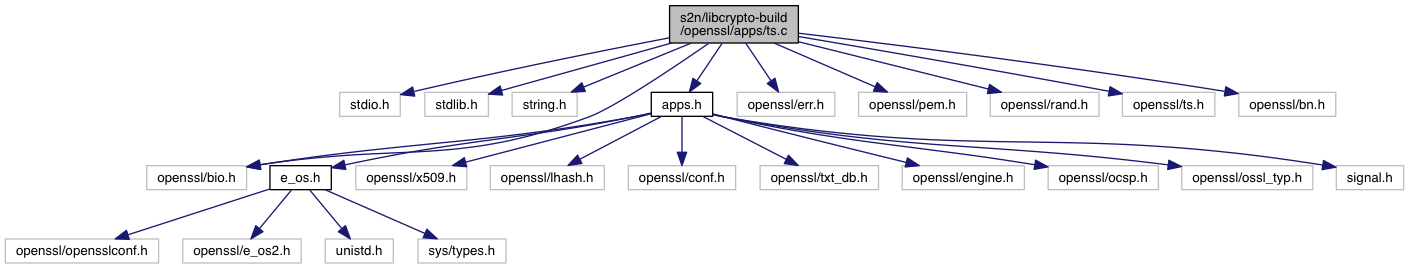 s2n/libcrypto-build
/openssl/apps/ts.c
stdio.h
stdlib.h
string.h
apps.h
openssl/err.h
openssl/pem.h
openssl/rand.h
openssl/ts.h
openssl/bn.h
openssl/bio.h
e_os.h
openssl/x509.h
openssl/lhash.h
openssl/conf.h
openssl/txt_db.h
openssl/engine.h
openssl/ocsp.h
openssl/ossl_typ.h
signal.h
openssl/opensslconf.h
openssl/e_os2.h
unistd.h
sys/types.h